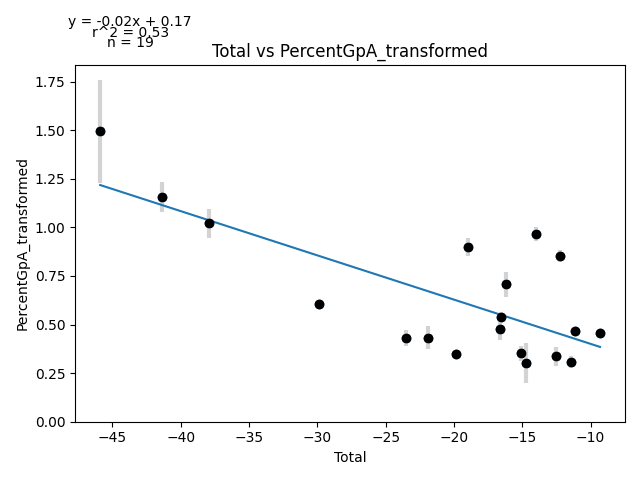 y = -0.02x + 0.17
r^2 = 0.53
n = 19
Total vs PercentGpA_transformed
1.75
1.50
1.25
1.00
0.75
0.50
0.25
0.00
PercentGpA_transformed
−45
−40
−35
−30
−25
−20
−15
−10
Total